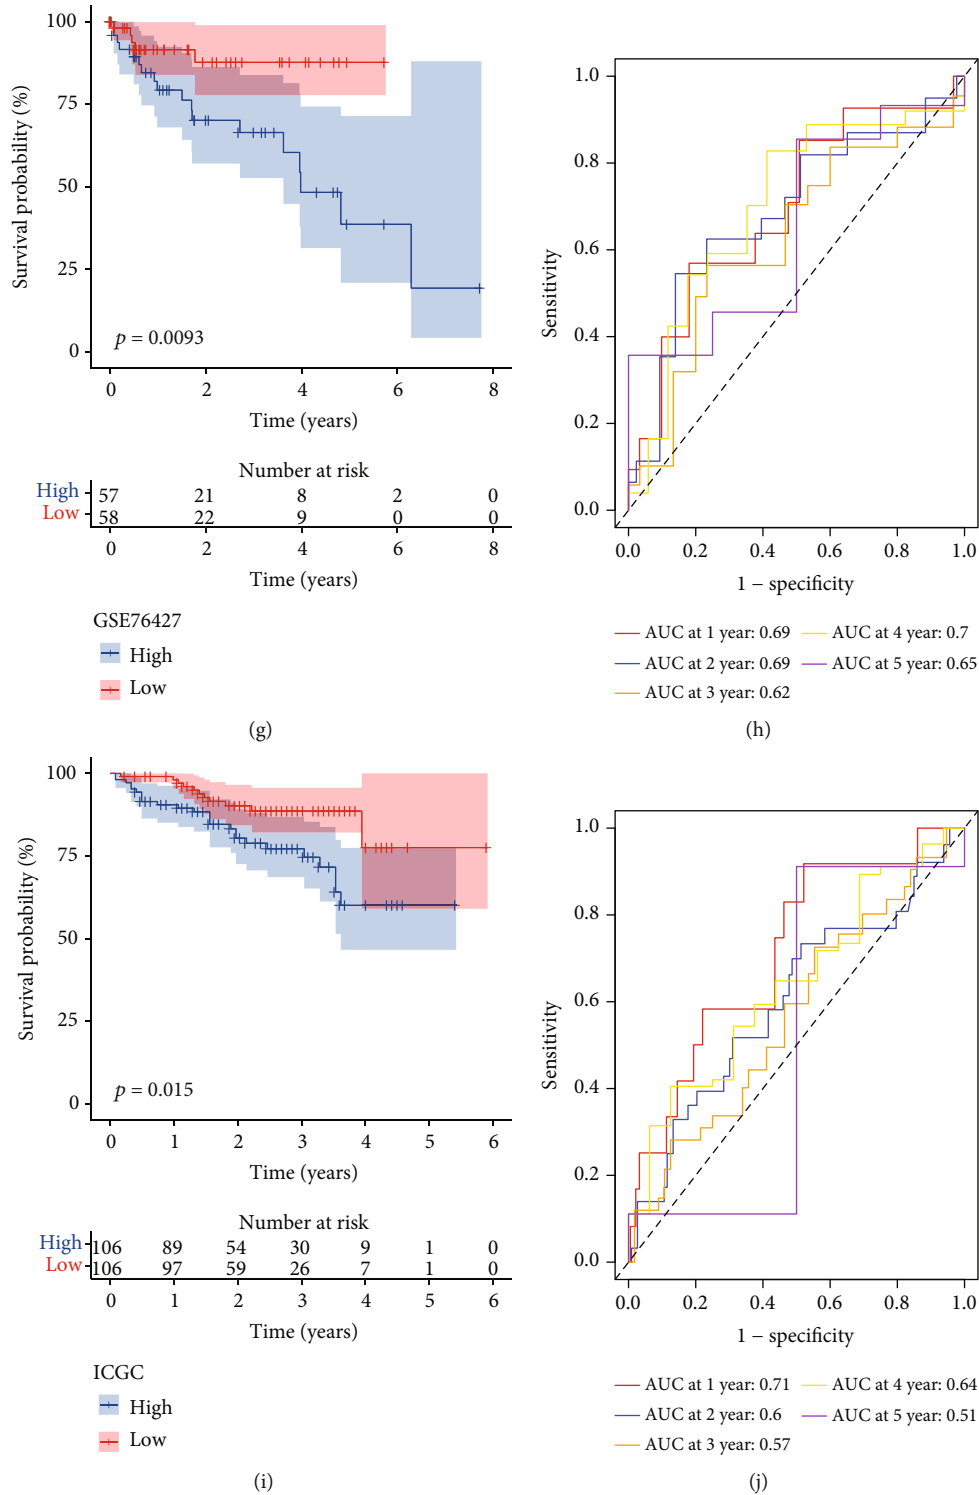 100
75
50
25
0
Survival probability (%)
p = 0.0093
0 2 4 6 8
Time (years)
Number at risk
High 57 21 8 2 0
Low 58 22 9 0 0
0 2 4 6 8
Time (years)
GSE76427
High
Low
(g)
1.0
0.8
0.6
0.4
0.2
0.0
Sensitivity
0.0 0.2 0.4 0.6 0.8 1.0
1 − specificity
AUC at 1 year: 0.69
AUC at 2 year: 0.69
AUC at 3 year: 0.62
AUC at 4 year: 0.7
AUC at 5 year: 0.65
(h)
100
75
50
25
0
Survival probability (%)
p = 0.015
0 1 2 3 4 5 6
Time (years)
Number at risk
High 106 89 54 30 9 1 0
Low 106 97 59 26 7 1 0
0 1 2 3 4 5 6
Time (years)
ICGC
High
Low
(i)
1.0
0.8
0.6
0.4
0.2
0.0
Sensitivity
0.0 0.2 0.4 0.6 0.8 1.0
1 − specificity
AUC at 1 year: 0.71
AUC at 2 year: 0.6
AUC at 3 year: 0.57
AUC at 4 year: 0.64
AUC at 5 year: 0.51
(j)